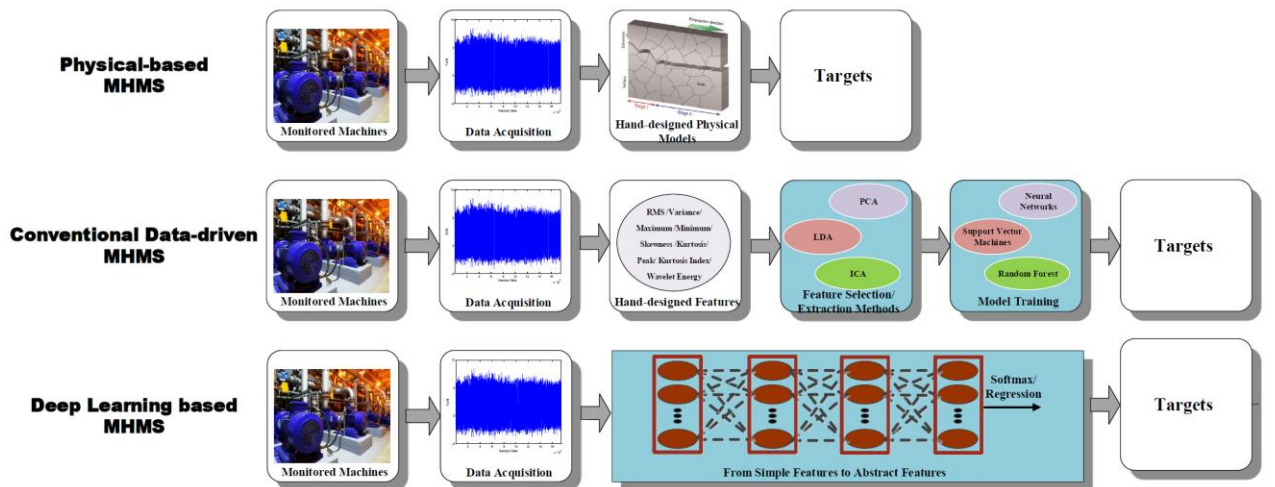 Physical-based
MHMS
Monitored Machines
Data Acquisition
Hand-designed Physical
Models
Targets
Conventional Data-driven
MHMS
Monitored Machines
Data Acquisition
RMS /Variance/
Maximum /Minimum/
Skewness /Kurtosis/
Peak/ Kurtosis Index/
Wavelet Energy
Hand-designed Features
PCA
LDA
ICA
Feature Selection/
Extraction Methods
Neural
Networks
Support Vector
Machines
Random Forest
Model Training
Targets
Deep Learning based
MHMS
Monitored Machines
Data Acquisition
Softmax/
Regression
From Simple Features to Abstract Features
Targets